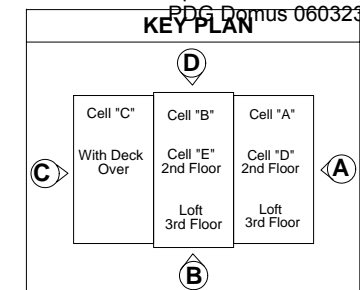 PDG Domus 060323
KEY PLAN
D
Cell "C"
With Deck
Over
Cell "B"
Cell "E"
2nd Floor
Loft
3rd Floor
Cell "A"
Cell "D"
2nd Floor
Loft
3rd Floor
C
A
B